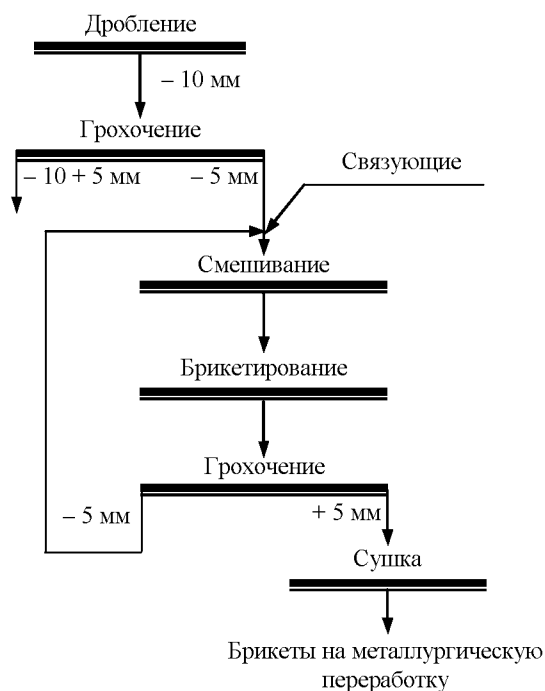 Дробление
– 10 мм
Грохочение
– 10 + 5 мм
– 5 мм
Связующие
Смешивание
Брикетирование
Грохочение
– 5 мм
+ 5 мм
Сушка
Брикеты на металлургическую
переработку